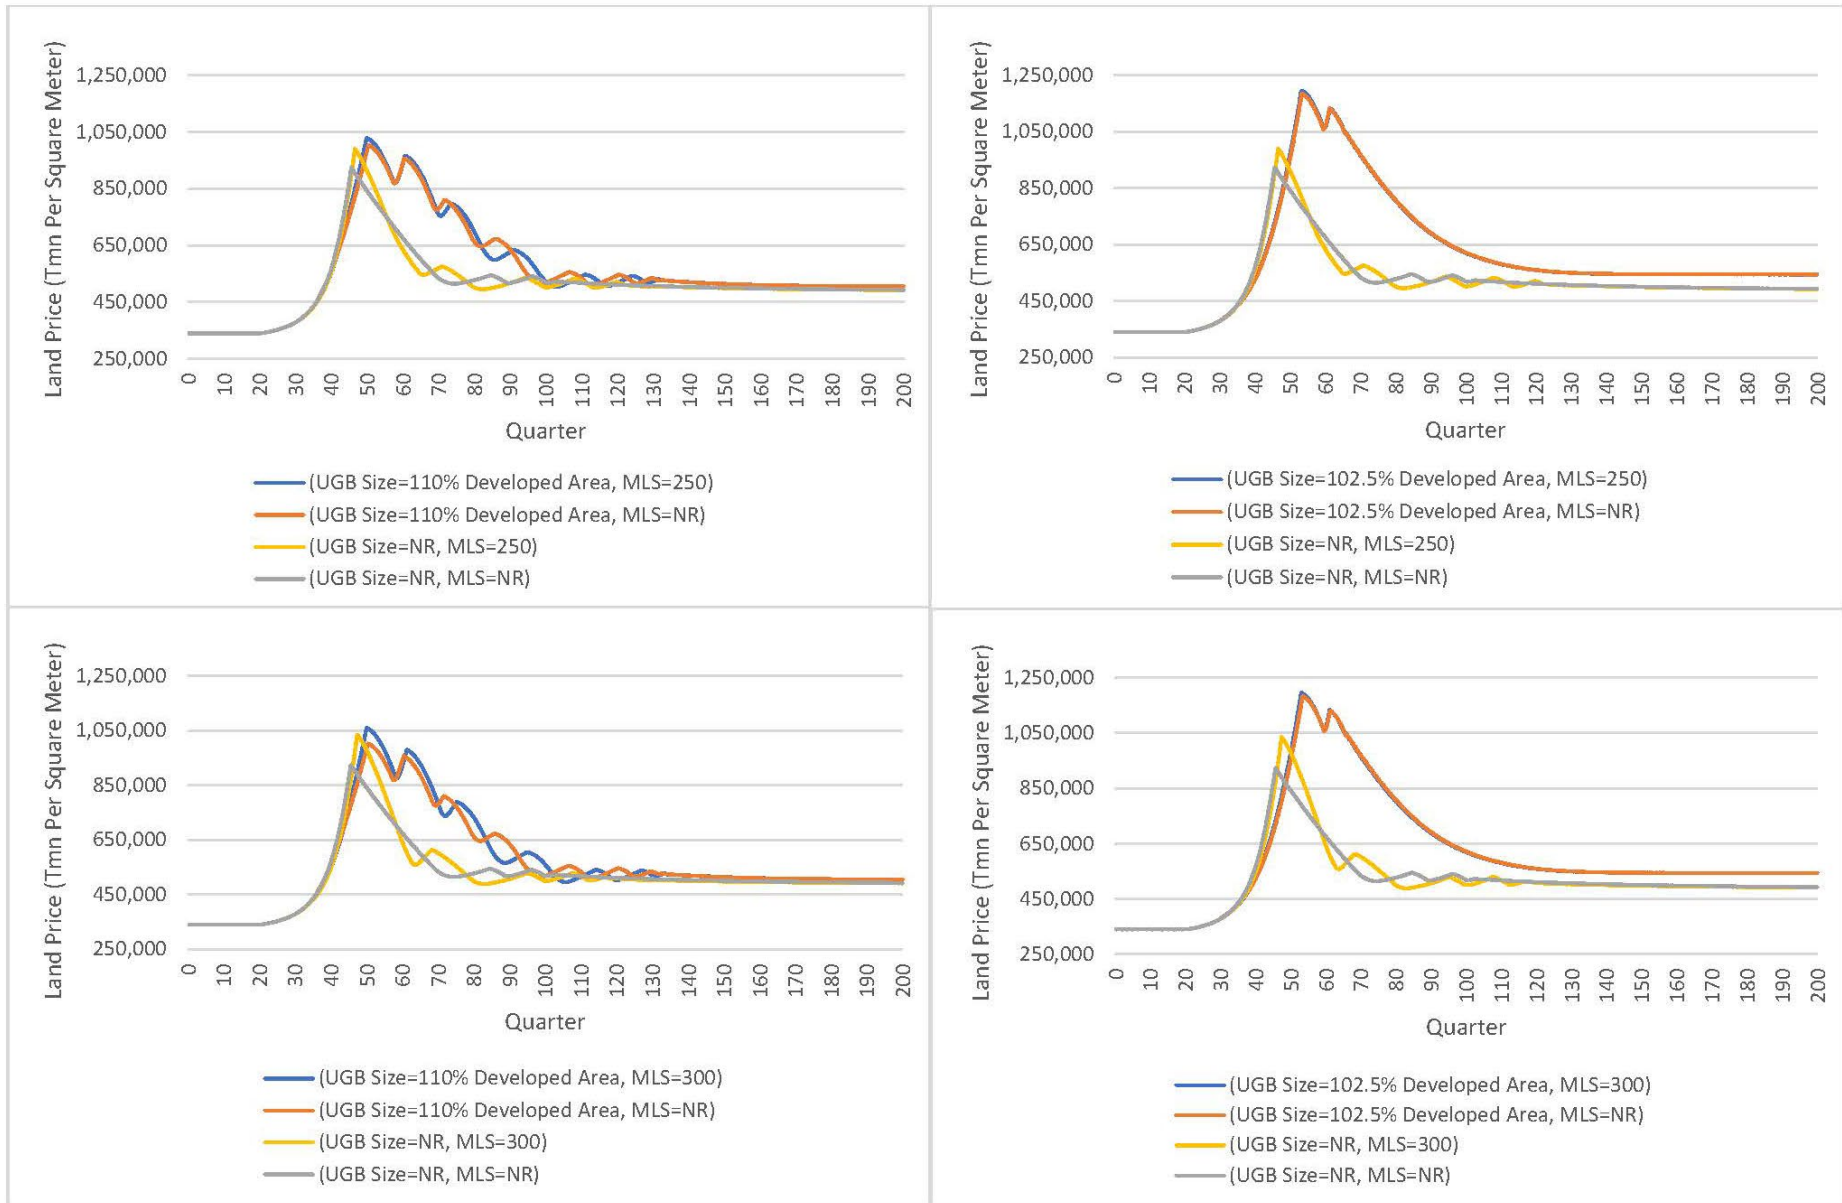 Land Price (Tmn Per Square Meter)
1,250,000
1,050,000
850,000
650,000
450,000
250,000
0 10 20 30 40 50 60 70 80 90 100 110 120 130 140 150 160 170 180 190 200
Quarter
(UGB Size=110% Developed Area, MLS=250)
(UGB Size=110% Developed Area, MLS=NR)
(UGB Size=NR, MLS=250)
(UGB Size=NR, MLS=NR)
Land Price (Tmn Per Square Meter)
1,250,000
1,050,000
850,000
650,000
450,000
250,000
0 10 20 30 40 50 60 70 80 90 100 110 120 130 140 150 160 170 180 190 200
Quarter
(UGB Size=102.5% Developed Area, MLS=250)
(UGB Size=102.5% Developed Area, MLS=NR)
(UGB Size=NR, MLS=250)
(UGB Size=NR, MLS=NR)
Land Price (Tmn Per Square Meter)
1,250,000
1,050,000
850,000
650,000
450,000
250,000
0 10 20 30 40 50 60 70 80 90 100 110 120 130 140 150 160 170 180 190 200
Quarter
(UGB Size=110% Developed Area, MLS=300)
(UGB Size=110% Developed Area, MLS=NR)
(UGB Size=NR, MLS=300)
(UGB Size=NR, MLS=NR)
Land Price (Tmn Per Square Meter)
1,250,000
1,050,000
850,000
650,000
450,000
250,000
0 10 20 30 40 50 60 70 80 90 100 110 120 130 140 150 160 170 180 190 200
Quarter
(UGB Size=102.5% Developed Area, MLS=300)
(UGB Size=102.5% Developed Area, MLS=NR)
(UGB Size=NR, MLS=300)
(UGB Size=NR, MLS=NR)